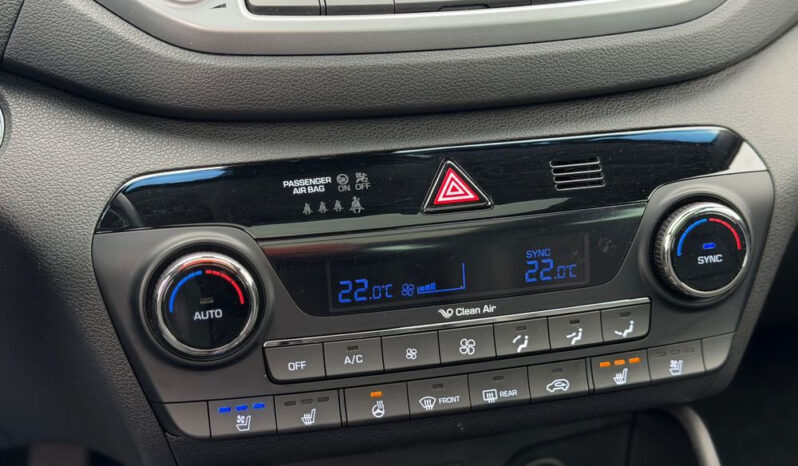 PASSENGER
AIR BAG
ON OFF
SYNC
22.0°C
22.0°C
Clean Air
AUTO
SYNC
OFF
A/C
FRONT
REAR